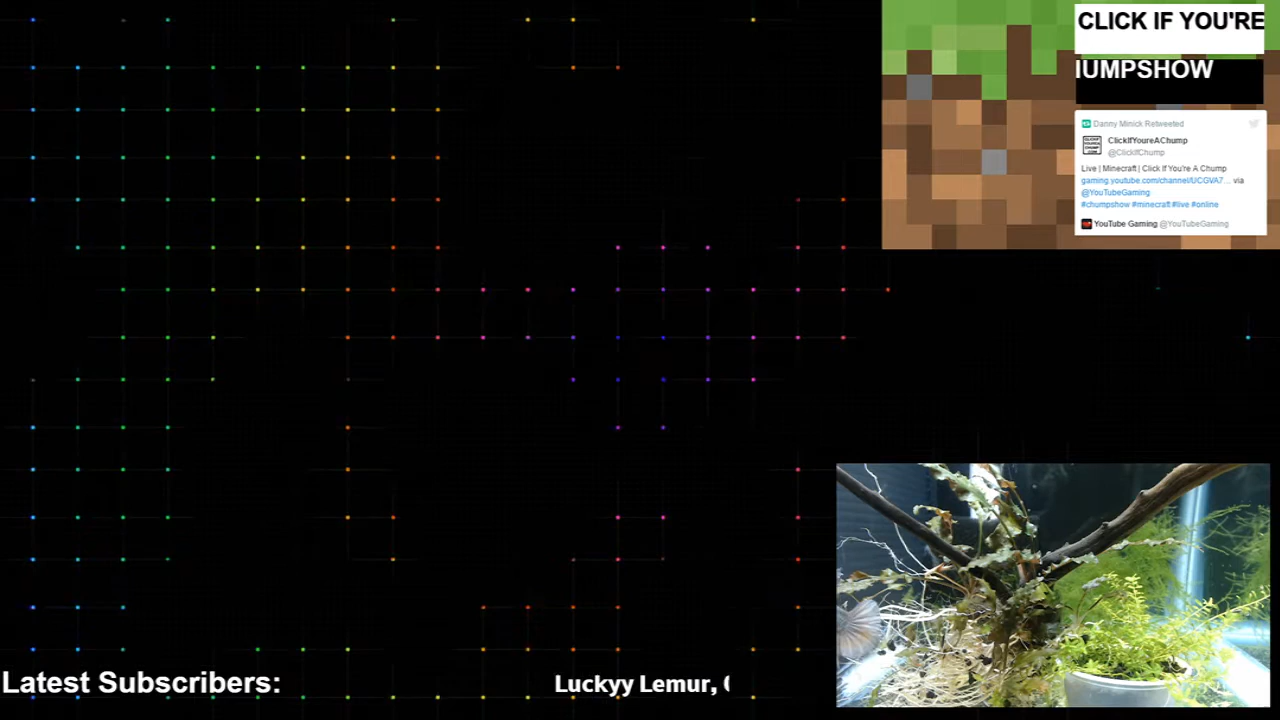 CLICK IF YOU'RE
IUMPSHOW
Danny Minick Retweeted
ClickIfYoureAChump
@ClickIfChump
Live | Minecraft | Click If You're A Chump
gaming.youtube.com/channel/UCGVA7... via
@YouTubeGaming
#chumpshow #minecraft #live #online
YouTube Gaming @YouTubeGaming
Latest Subscribers:
Luckyy Lemur,